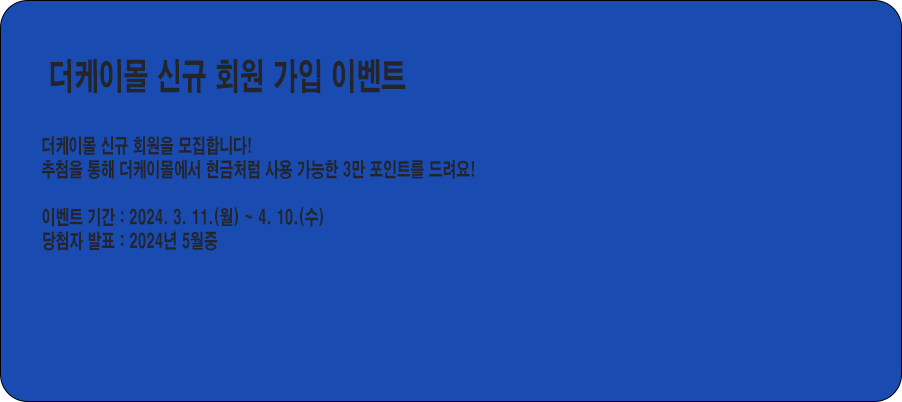 더케이몰 신규 회원 가입 이벤트
더케이몰 신규 회원을 모집합니다!
추첨을 통해 더케이몰에서 현금처럼 사용 가능한 3만 포인트를 드려요!
이벤트 기간 : 2024. 3. 11.(월) ~ 4. 10.(수)
당첨자 발표 : 2024년 5월중